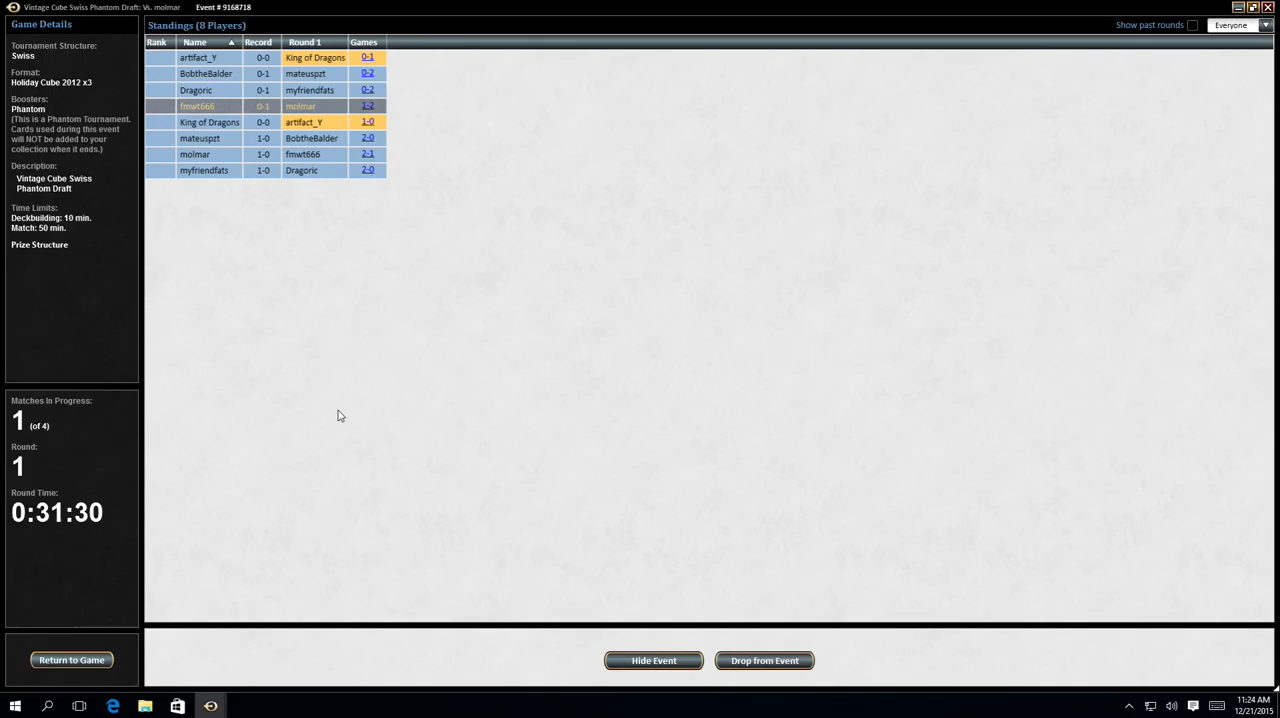 Vintage Cube Swiss Phantom Draft: Vs. molmar Event # 9168718
Game Details
Tournament Structure:
Swiss
Format:
Holiday Cube 2012 x3
Boosters:
Phantom
(This is a Phantom Tournament.
Cards used during this event
will NOT be added to your
collection when it ends.)
Description:
Vintage Cube Swiss
Phantom Draft
Time Limits:
Deckbuilding: 10 min.
Match: 50 min.
Prize Structure
Matches In Progress:
1 (of 4)
Round:
1
Round Time:
0:31:30
Return to Game
Standings (8 Players)
Show past rounds
Everyone
Rank Name Record Round 1 Games
artifact_Y 0-0 King of Dragons 0-1
BobtheBalder 0-1 mateuspzt 0-2
Dragoric 0-1 myfriendfats 0-2
fmwt666 0-1 molmar 1-2
King of Dragons 0-0 artifact_Y 1-0
mateuspzt 1-0 BobtheBalder 2-0
molmar 1-0 fmwt666 2-1
myfriendfats 1-0 Dragoric 2-0
Hide Event
Drop from Event
11:24 AM
12/21/2015